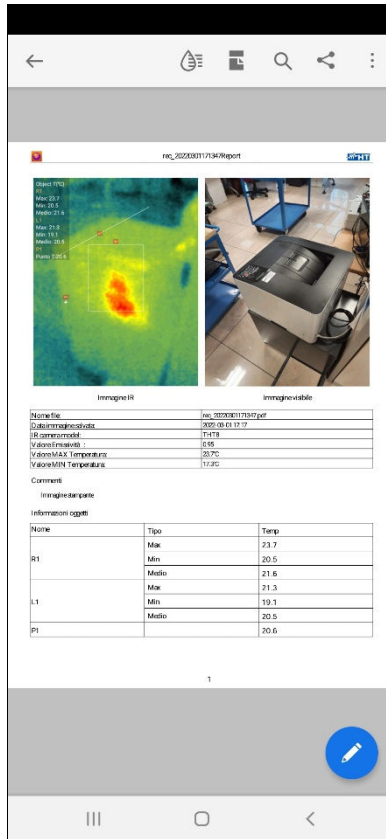 rec_20220301171347Report
HT
Object T(°C)
R1
Max: 23.7
Min: 20.5
Medio: 21.6
L1
Max: 21.3
Min: 19.1
Medio: 20.5
P1
Immagine IR
Immagine visibile
Nome file: rec_20220301171347.pdf
Data immagine salvata: 2022-03-01 17:17
IR camera model: THT8
Valore Emissività : 0.95
Valore MAX Temperatura: 23.7°C
Valore MIN Temperatura: 17.3°C
Commenti
Immagine stampante
Informazioni oggetti
Nome Tipo Temp
Max 23.7
R1 Min 20.5
Medio 21.6
Max 21.3
L1 Min 19.1
Medio 20.5
P1 20.6
1